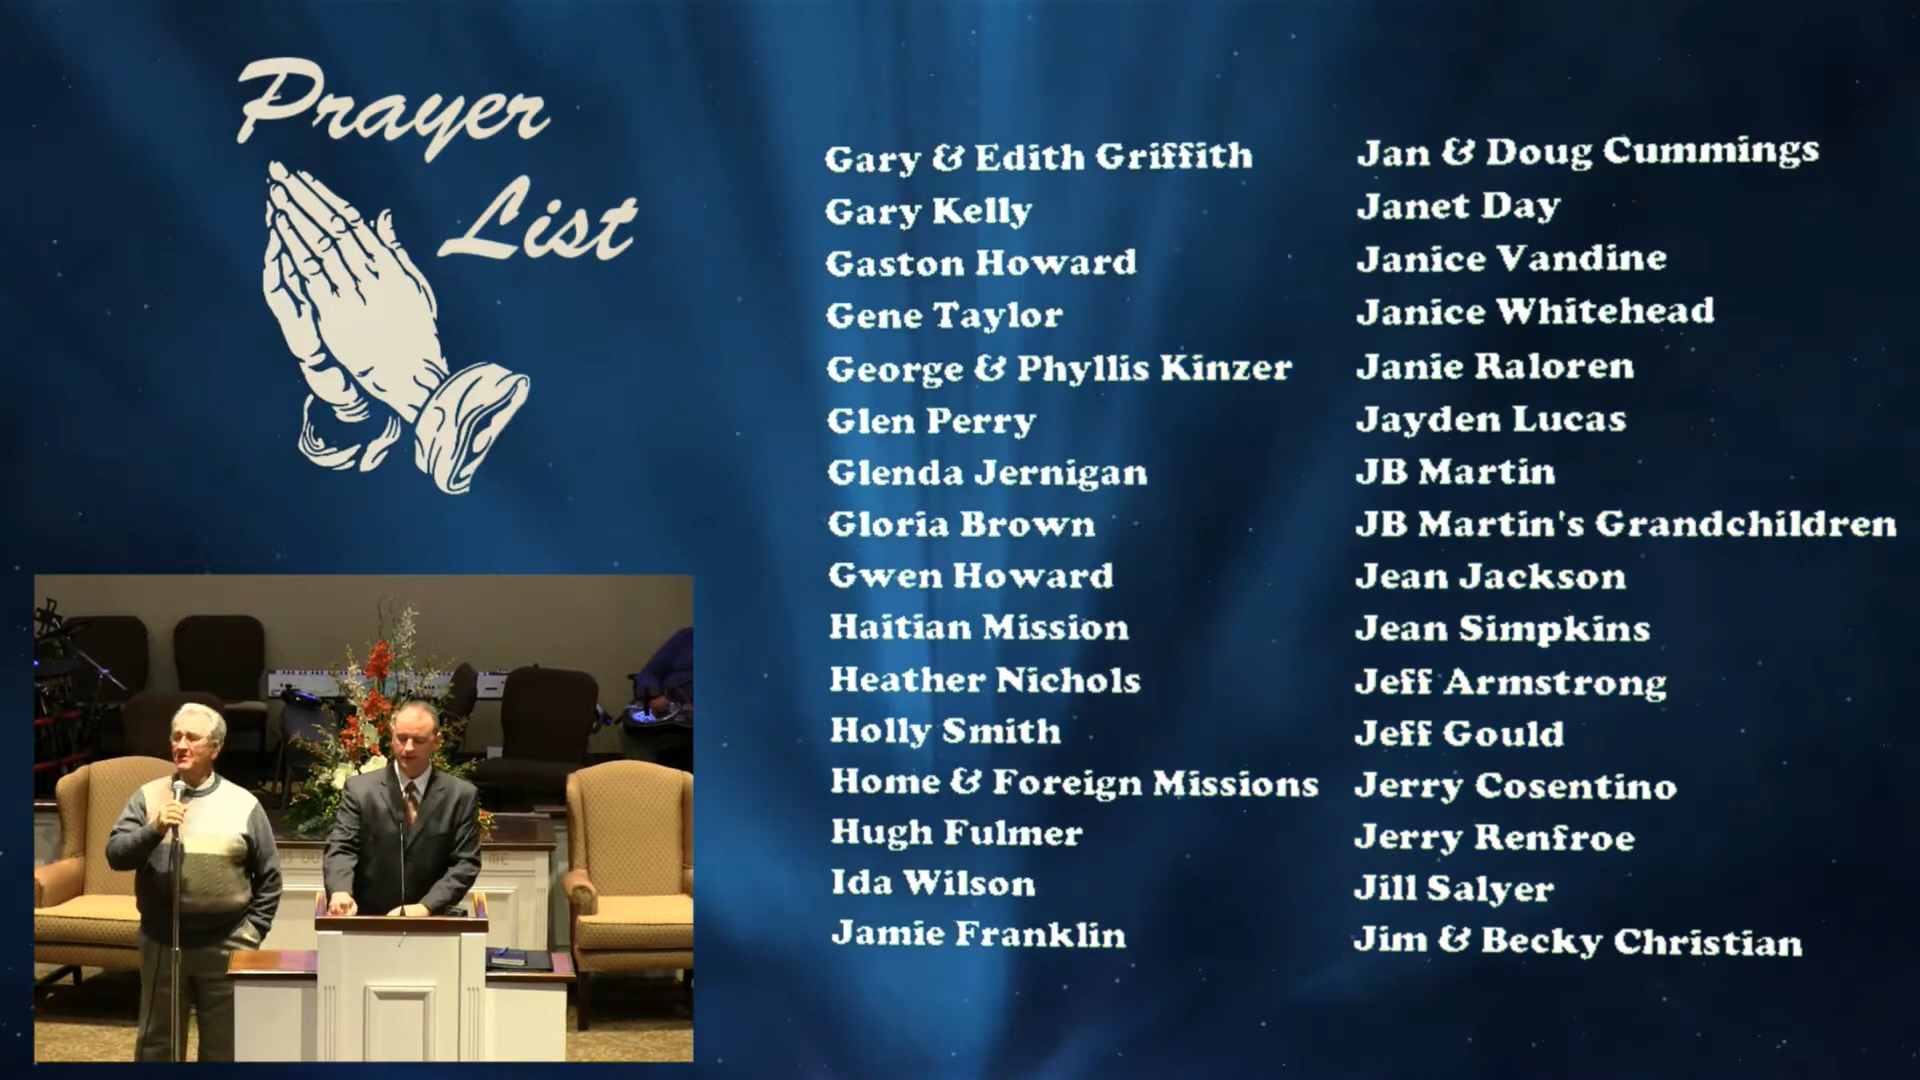 Prayer
List
Gary & Edith Griffith
Gary Kelly
Gaston Howard
Gene Taylor
George & Phyllis Kinzer
Glen Perry
Glenda Jernigan
Gloria Brown
Gwen Howard
Haitian Mission
Heather Nichols
Holly Smith
Home & Foreign Missions
Hugh Fulmer
Ida Wilson
Jamie Franklin
Jan & Doug Cummings
Janet Day
Janice Vandine
Janice Whitehead
Janie Raloren
Jayden Lucas
JB Martin
JB Martin's Grandchildren
Jean Jackson
Jean Simpkins
Jeff Armstrong
Jeff Gould
Jerry Cosentino
Jerry Renfroe
Jill Salyer
Jim & Becky Christian